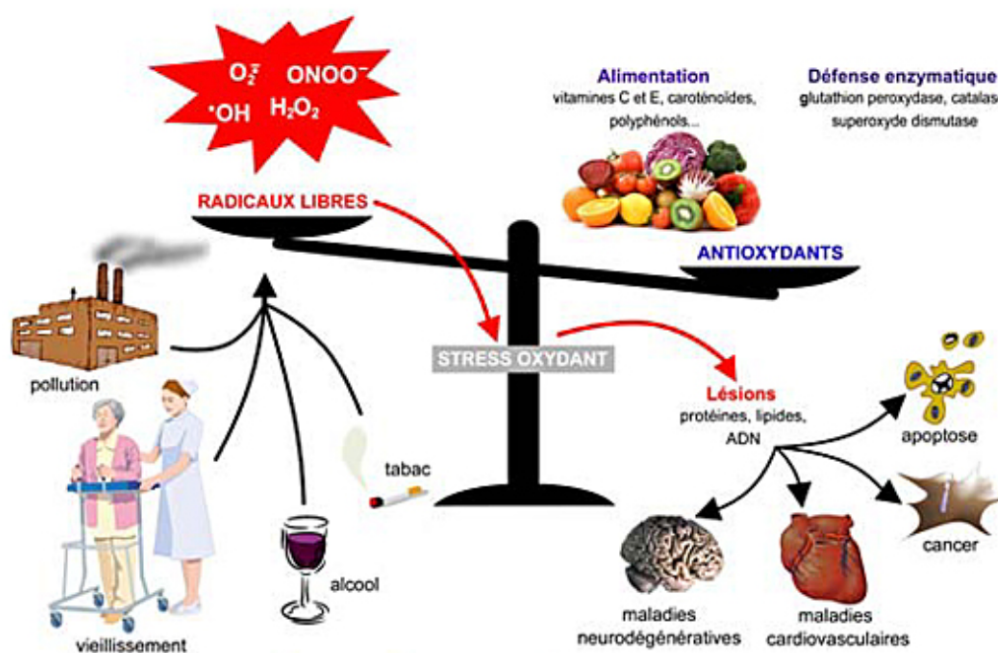 O₂⁻ ONOO⁻
•OH H₂O₂
RADICAUX LIBRES
Alimentation
vitamines C et E, caroténoïdes,
polyphénols...
Défense enzymatique
glutathion peroxydase, catalas
superoxyde dismutase
ANTIOXYDANTS
STRESS OXYDANT
pollution
vieillissement
alcool
tabac
Lésions
protéines, lipides,
ADN
apoptose
cancer
maladies
cardiovasculaires
maladies
neurodégénératives